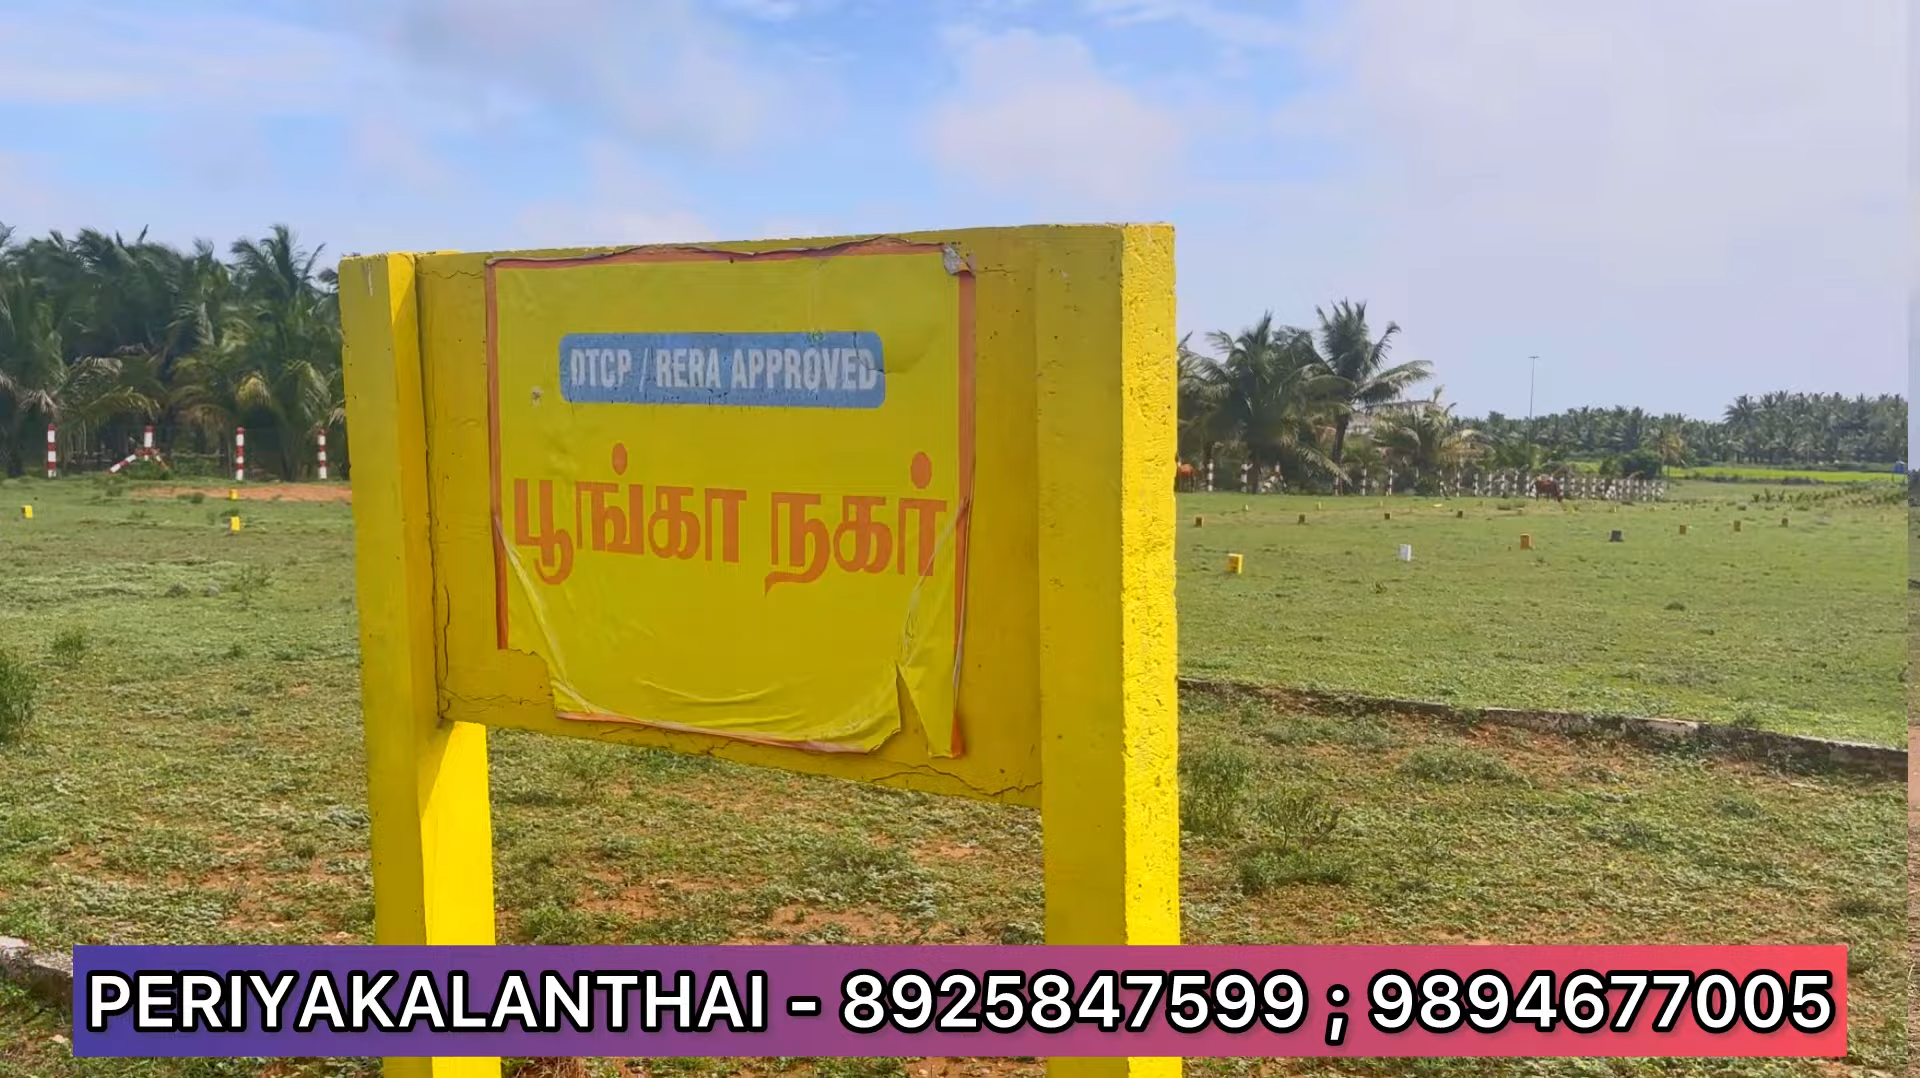 DTCP / RERA APPROVED
பூங்கா நகர்
PERIYAKALANTHAI - 8925847599 ; 9894677005